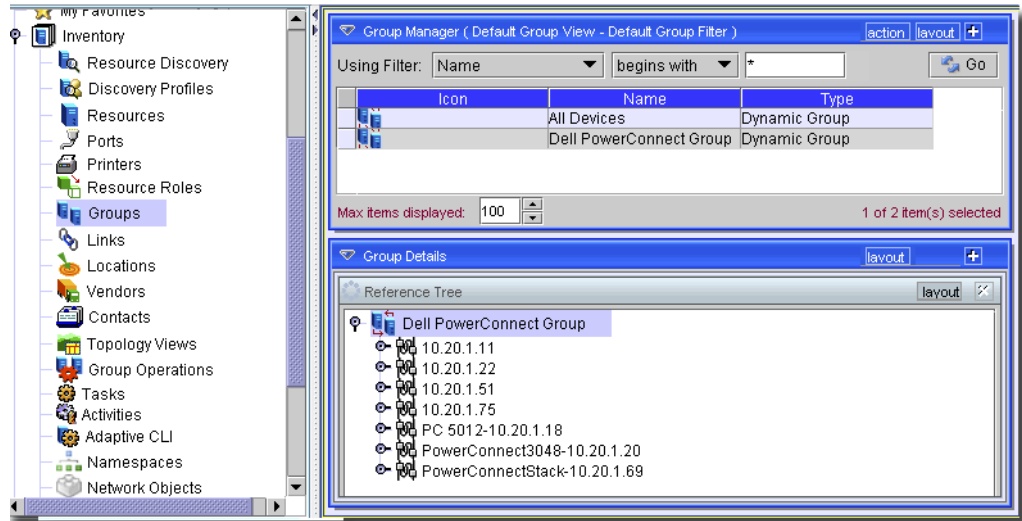 My Favorites
Inventory
Resource Discovery
Discovery Profiles
Resources
Ports
Printers
Resource Roles
Groups
Links
Locations
Vendors
Contacts
Topology Views
Group Operations
Tasks
Activities
Adaptive CLI
Namespaces
Network Objects
Group Manager ( Default Group View - Default Group Filter )
action layout
Using Filter: Name begins with * Go
Icon Name Type
All Devices Dynamic Group
Dell PowerConnect Group Dynamic Group
Max items displayed: 100 1 of 2 item(s) selected
Group Details layout
Reference Tree layout
Dell PowerConnect Group
10.20.1.11
10.20.1.22
10.20.1.51
10.20.1.75
PC 5012-10.20.1.18
PowerConnect3048-10.20.1.20
PowerConnectStack-10.20.1.69